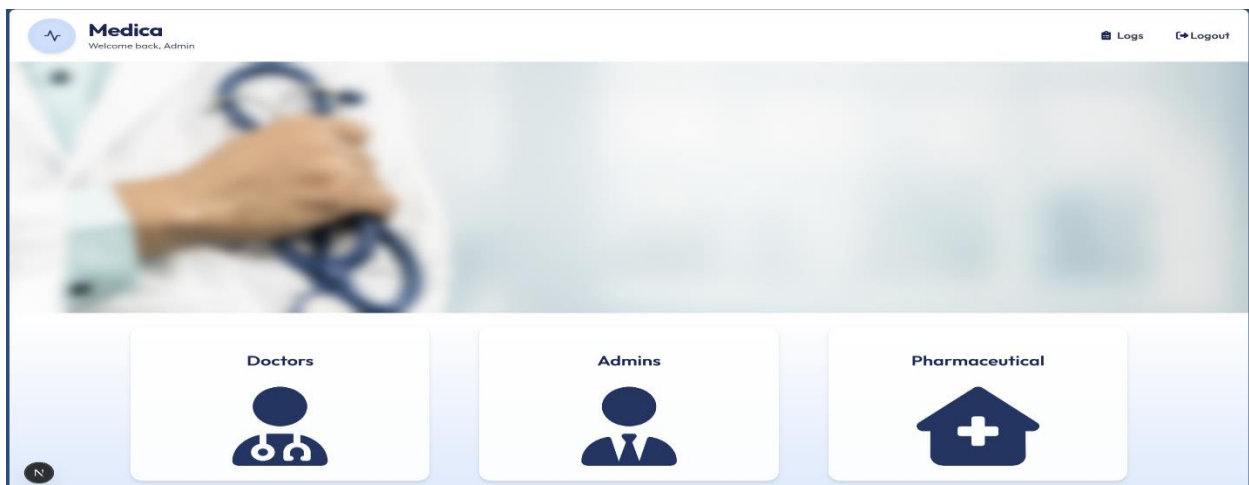 Medica
Welcome back, Admin
Logs
Logout
Doctors
Admins
Pharmaceutical
N